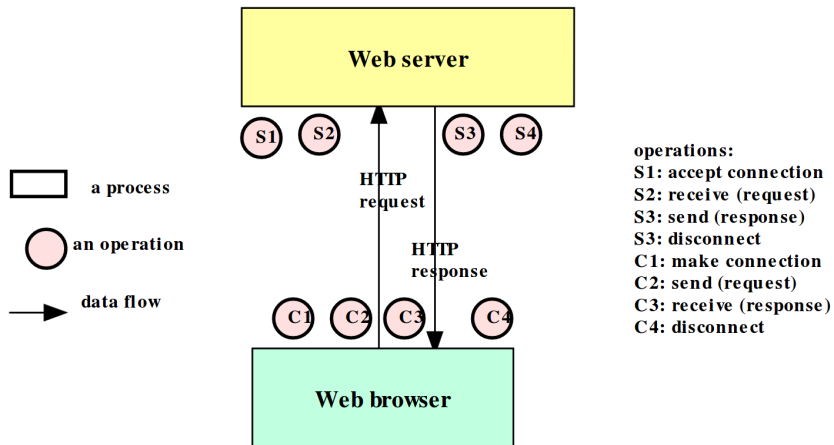 Web server
S1
S2
S3
S4
HTTP
request
HTTP
response
a process
an operation
data flow
C1
C2
C3
C4
Web browser
operations:
S1: accept connection
S2: receive (request)
S3: send (response)
S3: disconnect
C1: make connection
C2: send (request)
C3: receive (response)
C4: disconnect